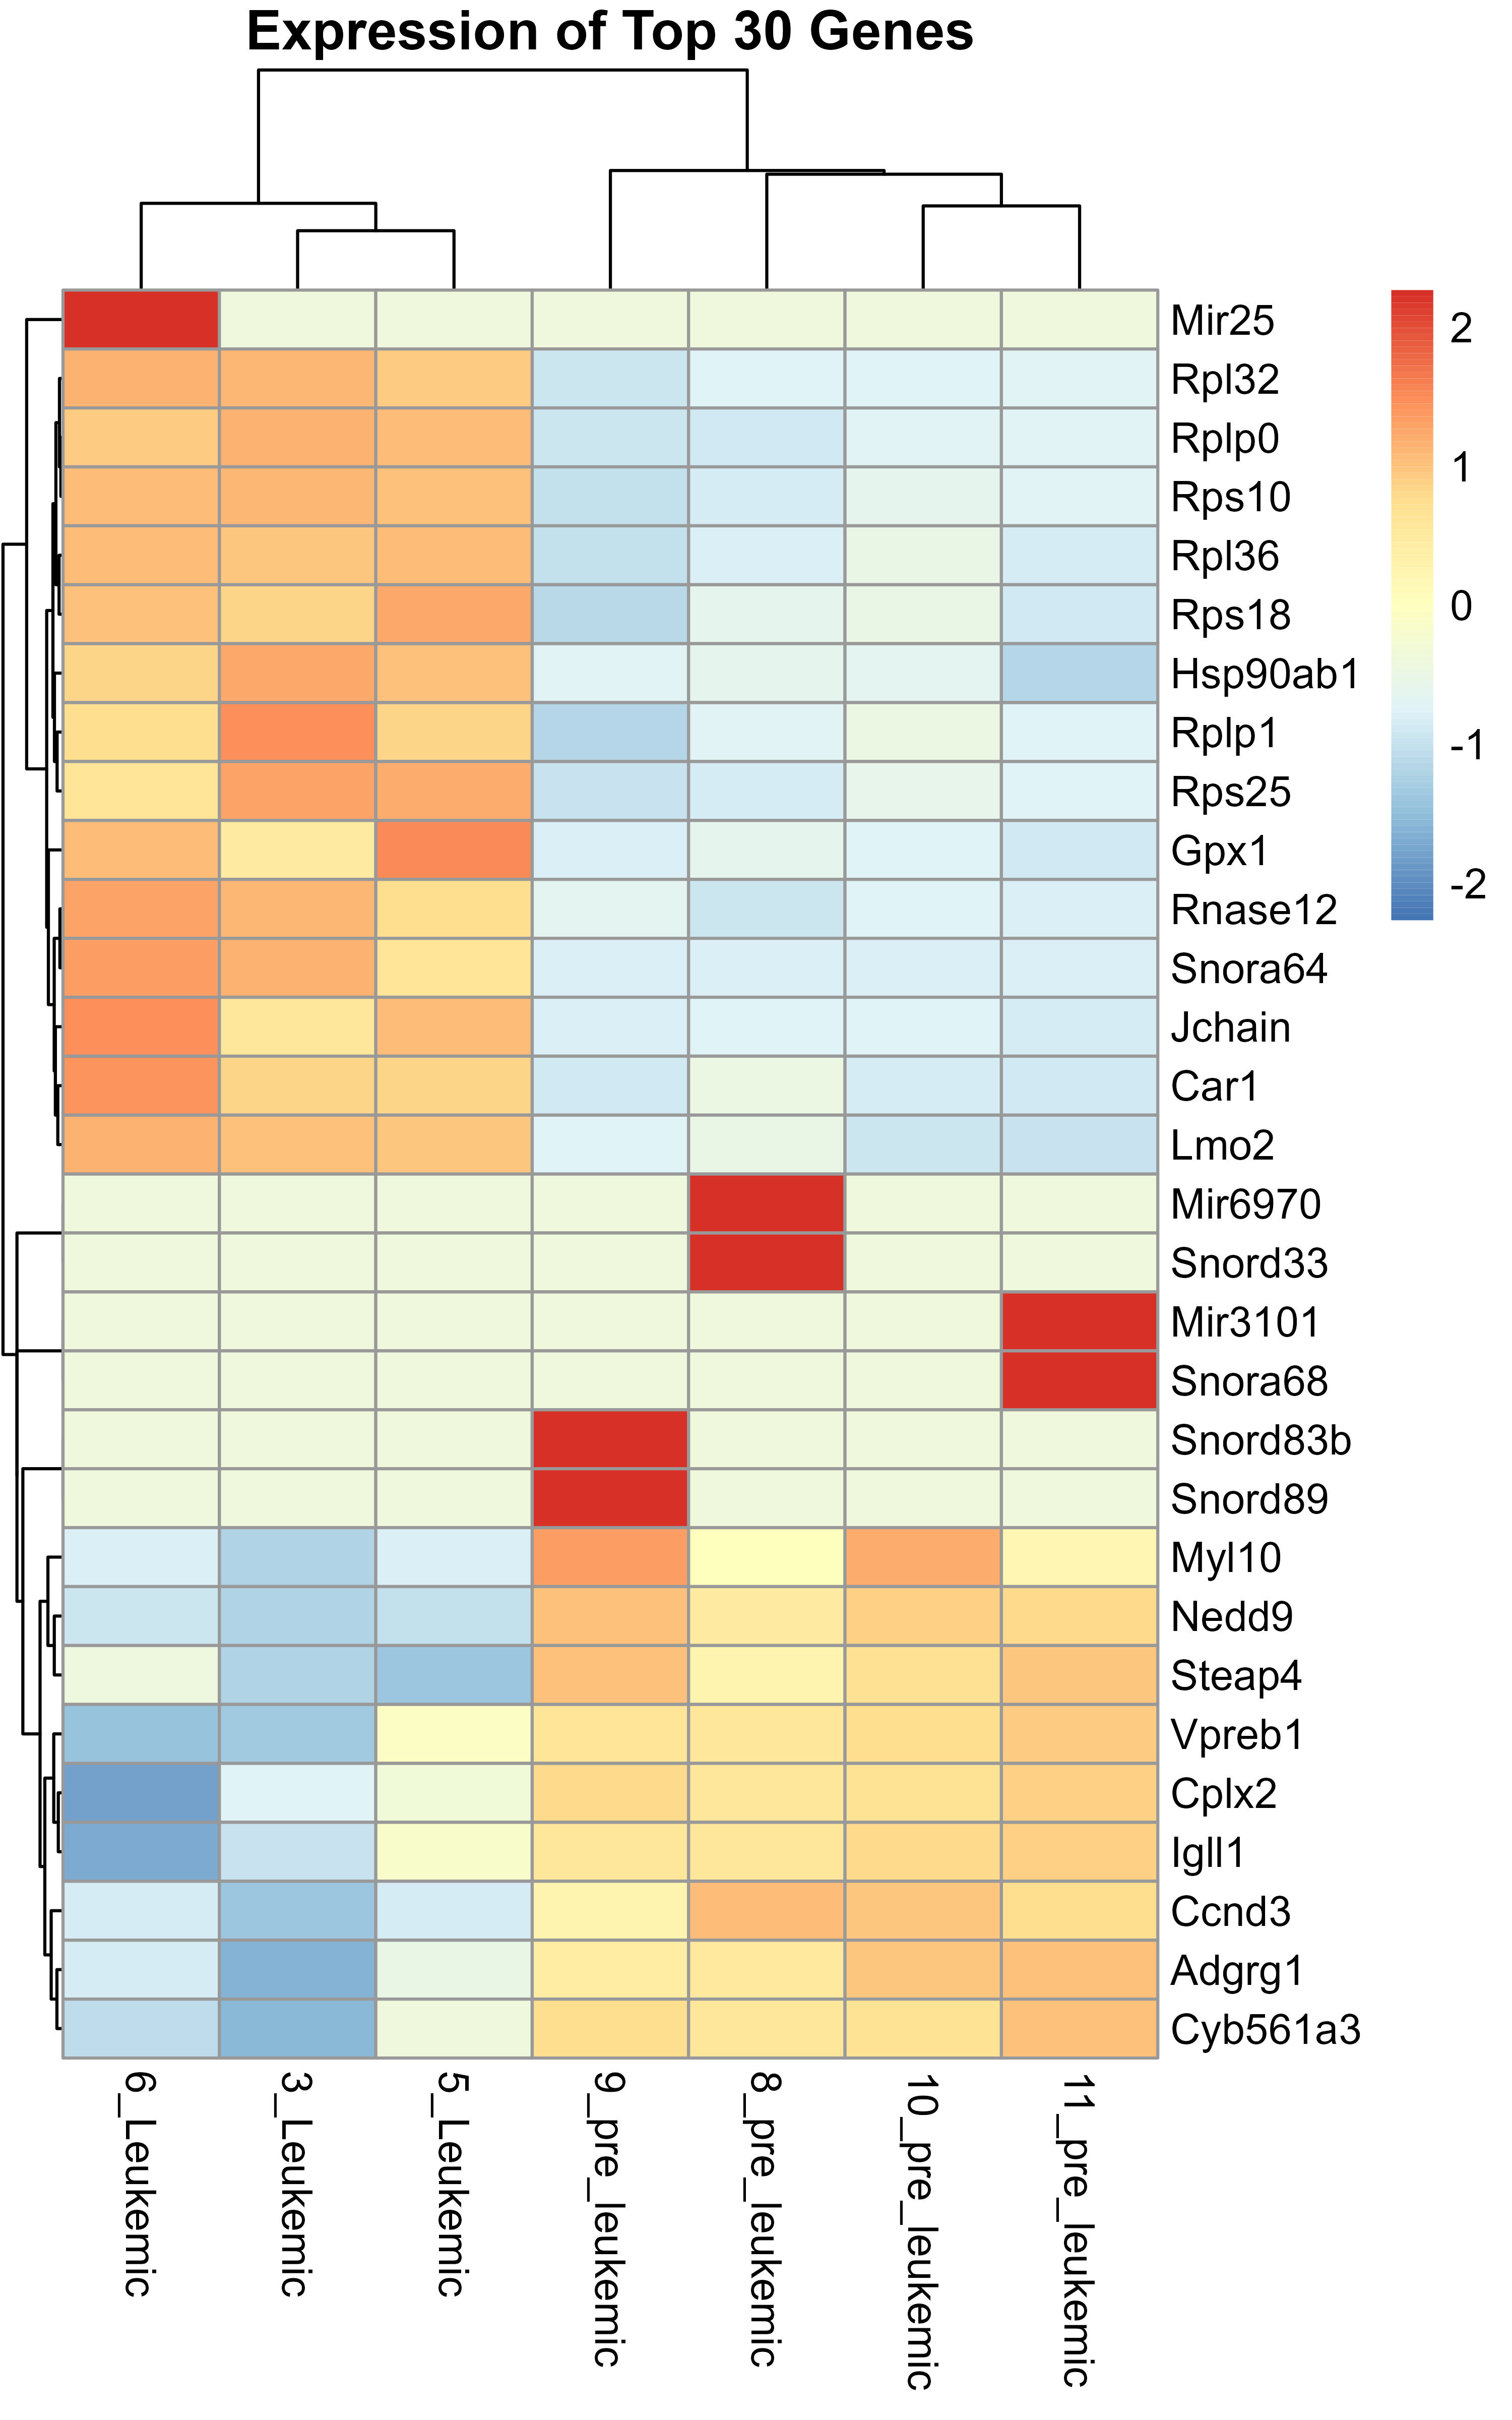 Expression of Top 30 Genes
Mir25
Rpl32
Rplp0
Rps10
Rpl36
Rps18
Hsp90ab1
Rplp1
Rps25
Gpx1
Rnase12
Snora64
Jchain
Car1
Lmo2
Mir6970
Snord33
Mir3101
Snora68
Snord83b
Snord89
Myl10
Nedd9
Steap4
Vpreb1
Cplx2
Igll1
Ccnd3
Adgrg1
Cyb561a3
2
1
0
-1
-2
6_Leukemic
3_Leukemic
5_Leukemic
9_pre_leukemic
8_pre_leukemic
10_pre_leukemic
11_pre_leukemic